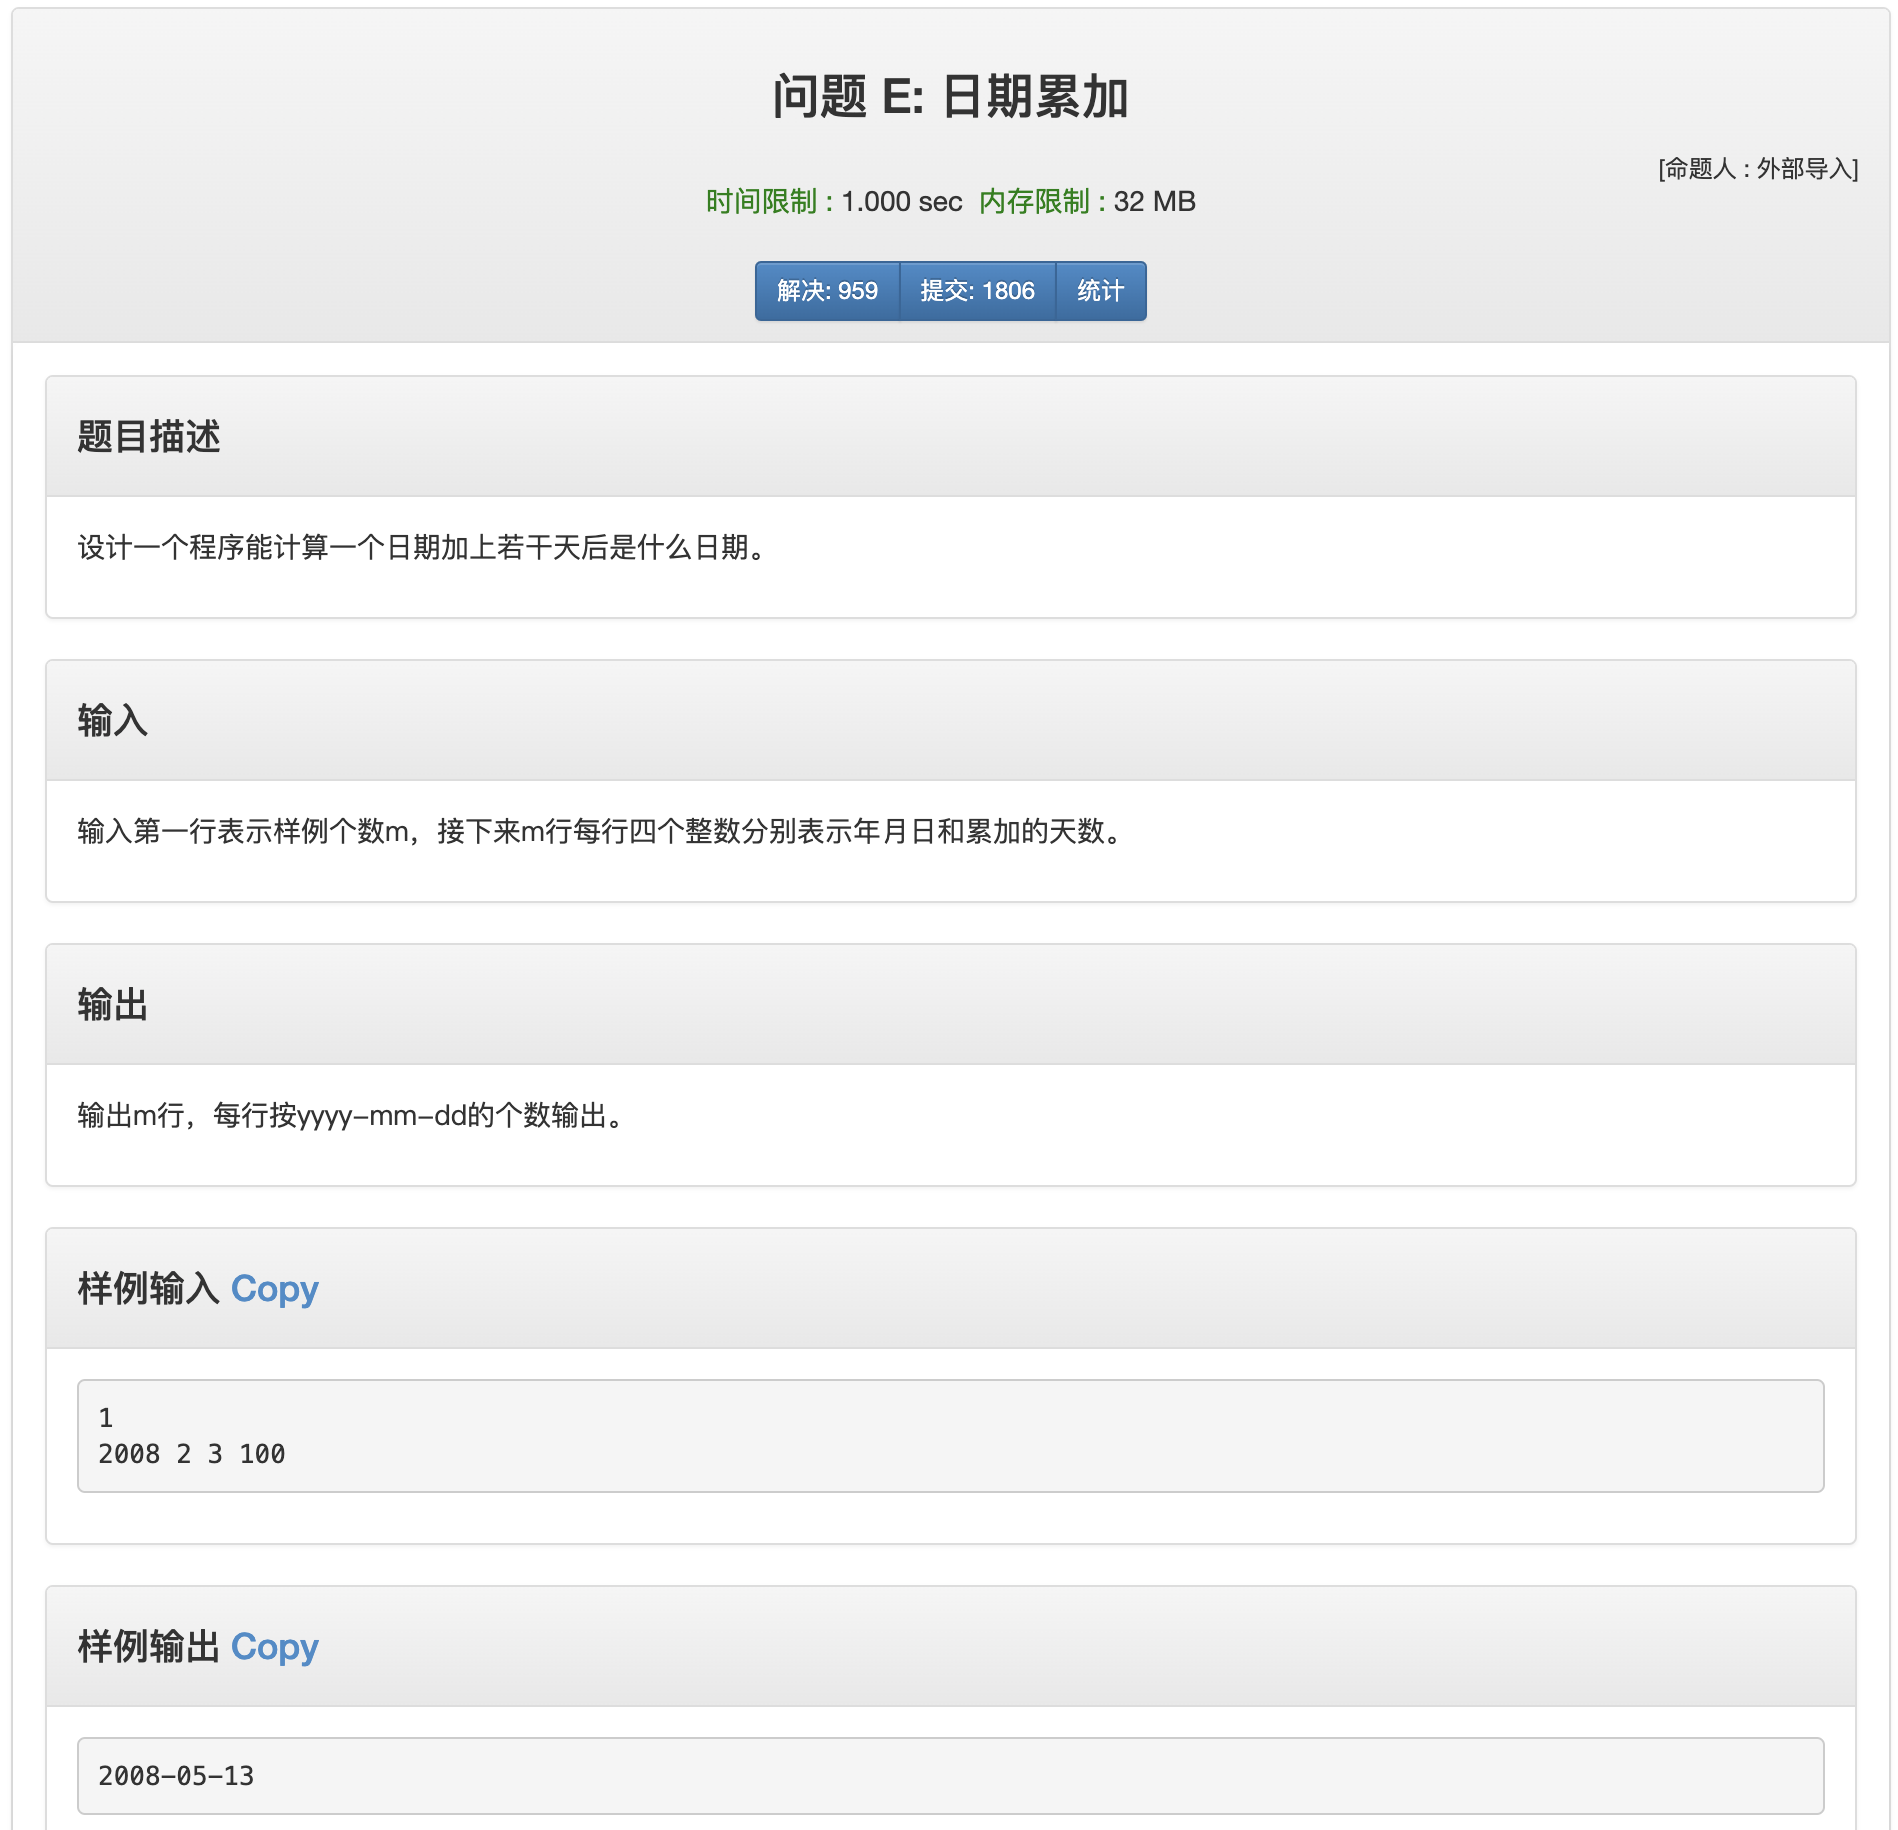 问题 E: 日期累加
[命题人 : 外部导入]
时间限制 : 1.000 sec 内存限制 : 32 MB
解决: 959 提交: 1806 统计
题目描述
设计一个程序能计算一个日期加上若干天后是什么日期。
输入
输入第一行表示样例个数m，接下来m行每行四个整数分别表示年月日和累加的天数。
输出
输出m行，每行按yyyy-mm-dd的个数输出。
样例输入 Copy
1
2008 2 3 100
样例输出 Copy
2008-05-13